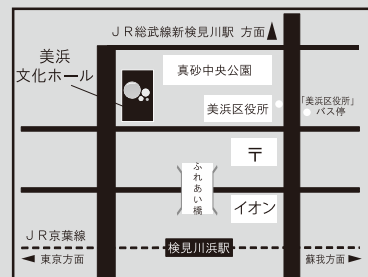 JR総武線新検見川駅 方面
美浜
文化ホール
真砂中央公園
美浜区役所
「美浜区役所」
バス停
〒
ふれあい橋
イオン
JR京葉線
検見川浜駅
東京方面
蘇我方面